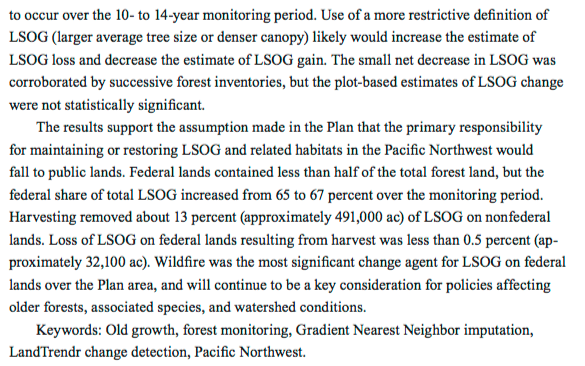 to occur over the 10- to 14-year monitoring period. Use of a more restrictive definition of
LSOG (larger average tree size or denser canopy) likely would increase the estimate of
LSOG loss and decrease the estimate of LSOG gain. The small net decrease in LSOG was
corroborated by successive forest inventories, but the plot-based estimates of LSOG change
were not statistically significant.
The results support the assumption made in the Plan that the primary responsibility
for maintaining or restoring LSOG and related habitats in the Pacific Northwest would
fall to public lands. Federal lands contained less than half of the total forest land, but the
federal share of total LSOG increased from 65 to 67 percent over the monitoring period.
Harvesting removed about 13 percent (approximately 491,000 ac) of LSOG on nonfederal
lands. Loss of LSOG on federal lands resulting from harvest was less than 0.5 percent (ap-
proximately 32,100 ac). Wildfire was the most significant change agent for LSOG on federal
lands over the Plan area, and will continue to be a key consideration for policies affecting
older forests, associated species, and watershed conditions.
Keywords: Old growth, forest monitoring, Gradient Nearest Neighbor imputation,
LandTrendr change detection, Pacific Northwest.